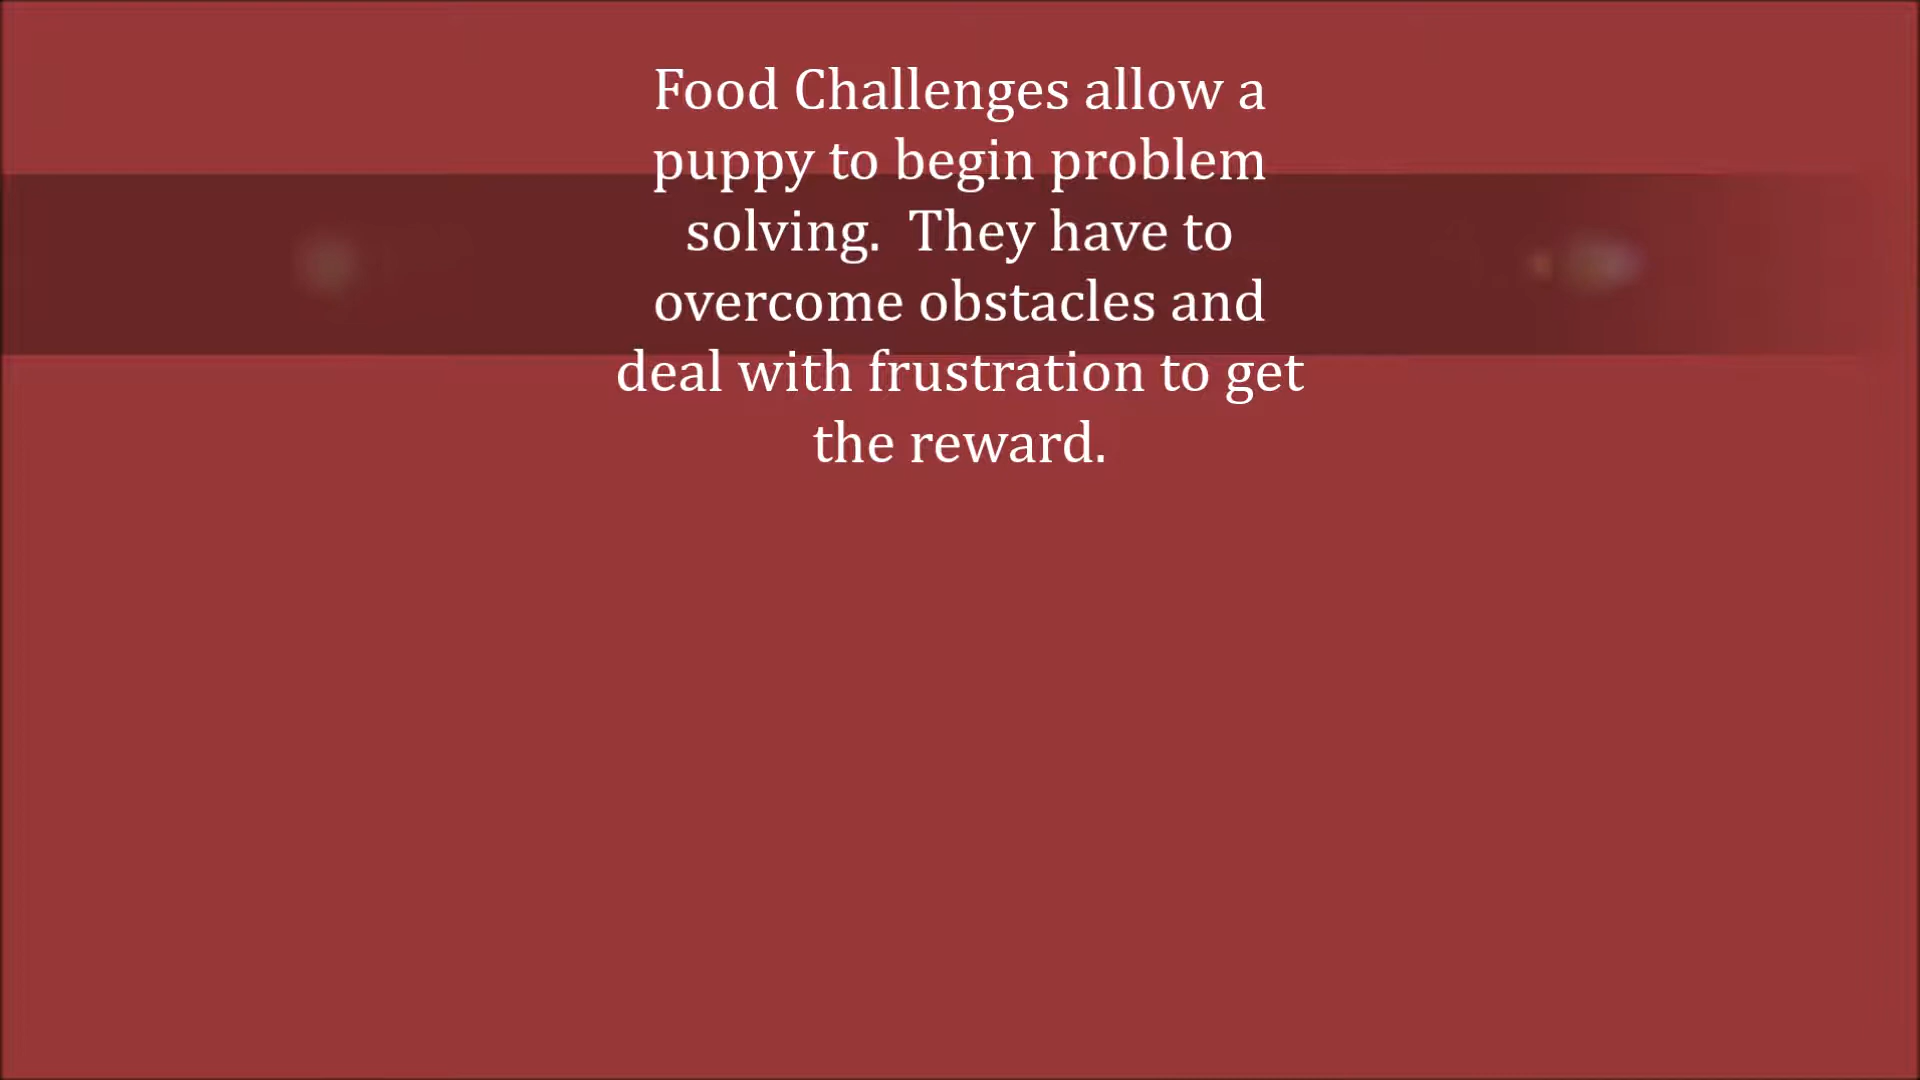 Food Challenges allow a
puppy to begin problem
solving.  They have to
overcome obstacles and
deal with frustration to get
the reward.